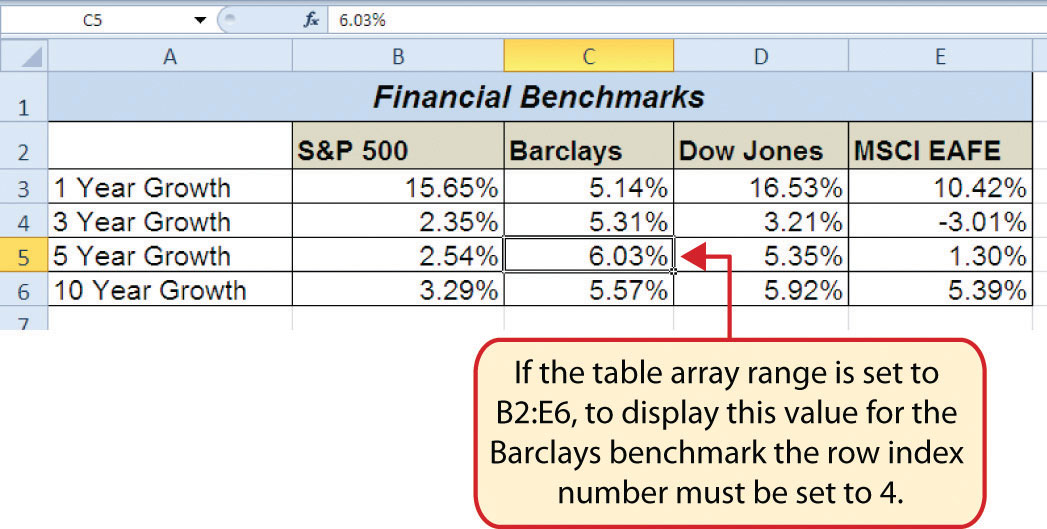 C5 fx 6.03%
A B C D E
1 Financial Benchmarks
2 S&P 500 Barclays Dow Jones MSCI EAFE
3 1 Year Growth 15.65% 5.14% 16.53% 10.42%
4 3 Year Growth 2.35% 5.31% 3.21% -3.01%
5 5 Year Growth 2.54% 6.03% 5.35% 1.30%
6 10 Year Growth 3.29% 5.57% 5.92% 5.39%
7
If the table array range is set to
B2:E6, to display this value for the
Barclays benchmark the row index
number must be set to 4.